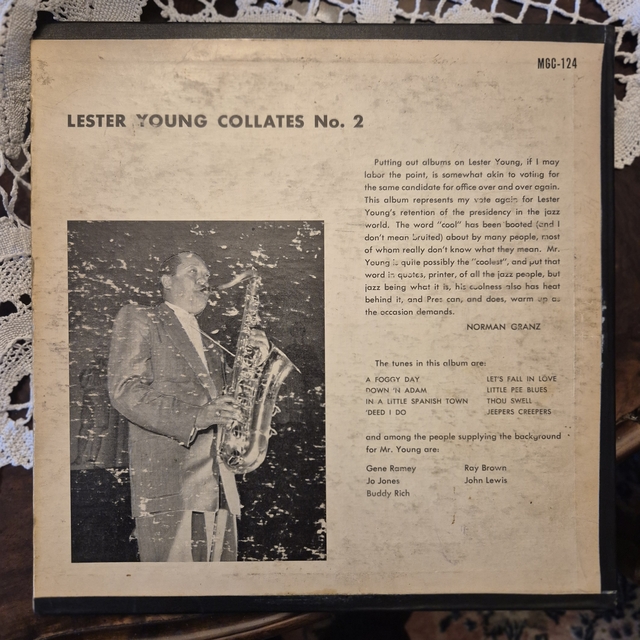 MGC-124
LESTER YOUNG COLLATES No. 2
Putting out albums on Lester Young, if I may
labor the point, is somewhat akin to voting for
the same candidate for office over and over again.
This album represents my vote again for Lester
Young's retention of the presidency in the jazz
world. The word "cool" has been booted (and I
don't mean bruited) about by many people, most
of whom really don't know what they mean. Mr.
Young is quite possibly the "coolest", and put that
word in quotes, printer, of all the jazz people, but
jazz being what it is, his coolness also has heat
behind it, and Pres can, and does, warm up as
the occasion demands.
NORMAN GRANZ
The tunes in this album are:
A FOGGY DAY
DOWN 'N ADAM
IN A LITTLE SPANISH TOWN
'DEED I DO
LET'S FALL IN LOVE
LITTLE PEE BLUES
THOU SWELL
JEEPERS CREEPERS
and among the people supplying the background
for Mr. Young are:
Gene Ramey
Jo Jones
Buddy Rich
Ray Brown
John Lewis